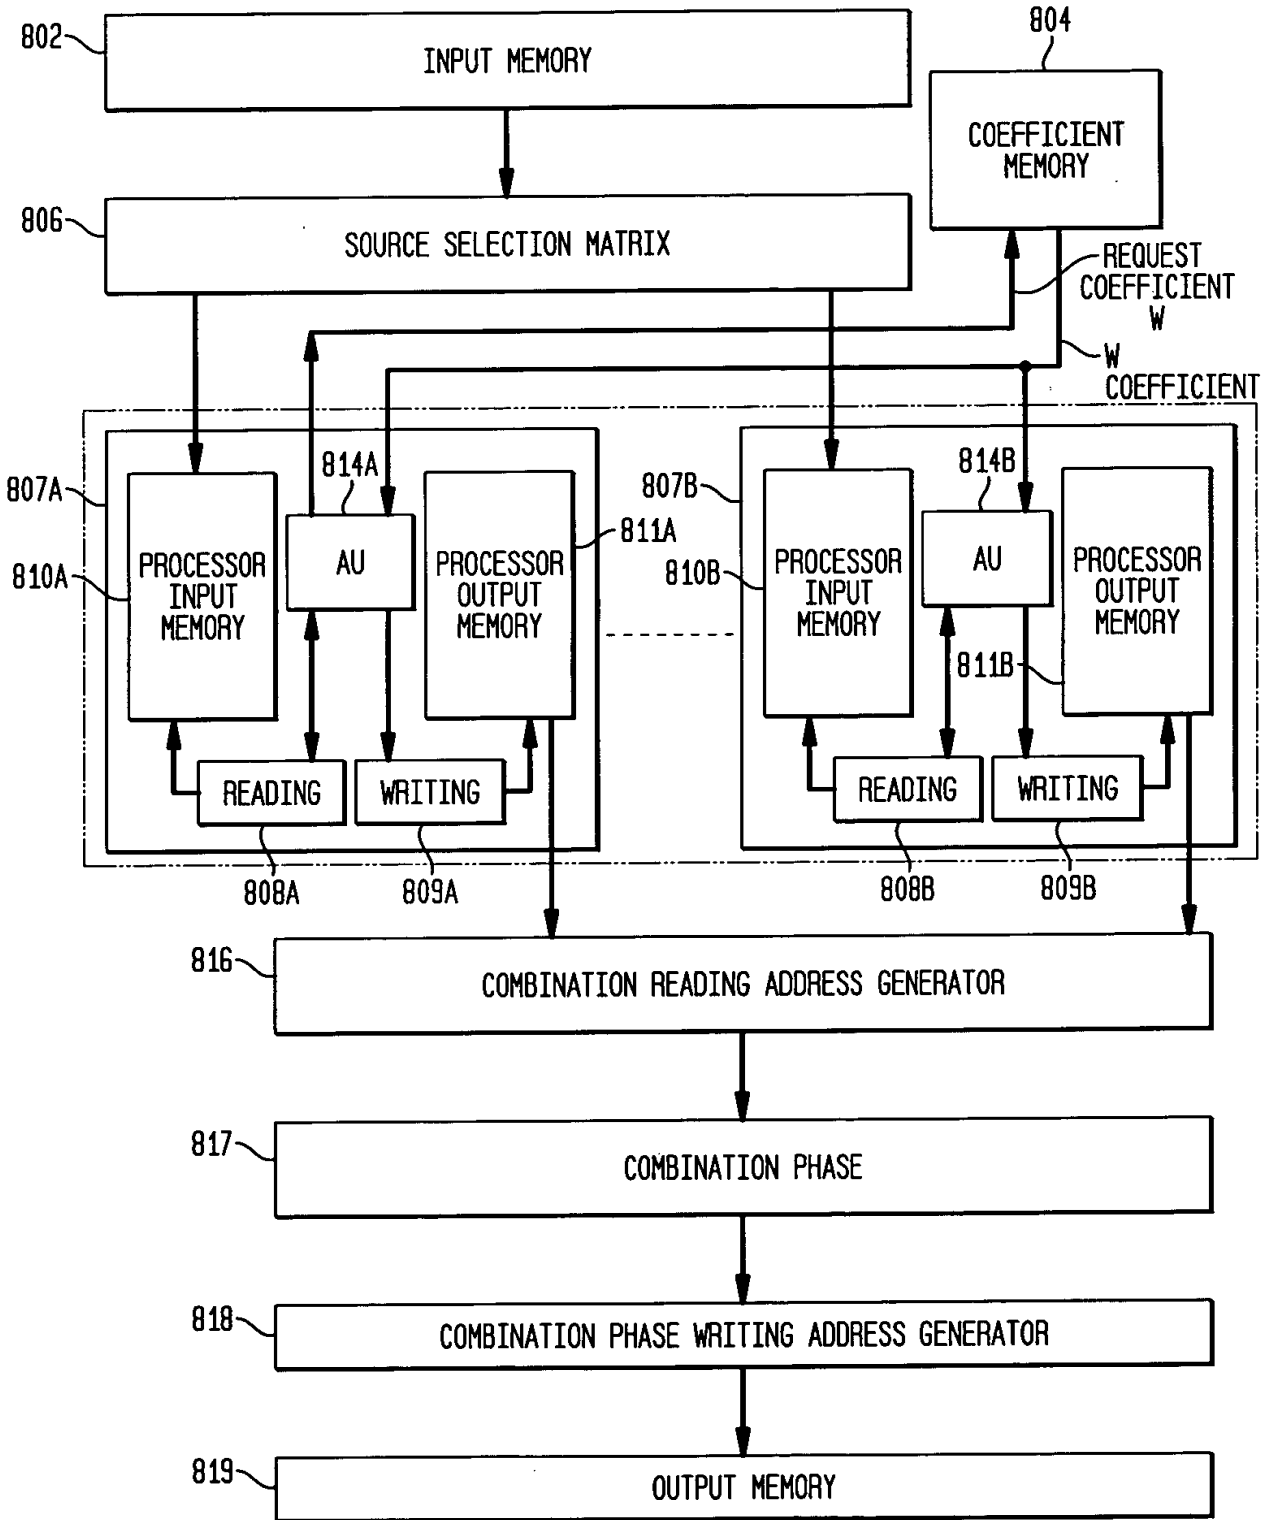 802
INPUT MEMORY
804
COEFFICIENT
MEMORY
806
SOURCE SELECTION MATRIX
REQUEST
COEFFICIENT
W
W
COEFFICIENT
807A
814A
811A
810A
PROCESSOR
INPUT
MEMORY
AU
PROCESSOR
OUTPUT
MEMORY
READING
WRITING
808A
809A
807B
814B
810B
PROCESSOR
INPUT
MEMORY
AU
811B
PROCESSOR
OUTPUT
MEMORY
READING
WRITING
808B
809B
816
COMBINATION READING ADDRESS GENERATOR
817
COMBINATION PHASE
818
COMBINATION PHASE WRITING ADDRESS GENERATOR
819
OUTPUT MEMORY